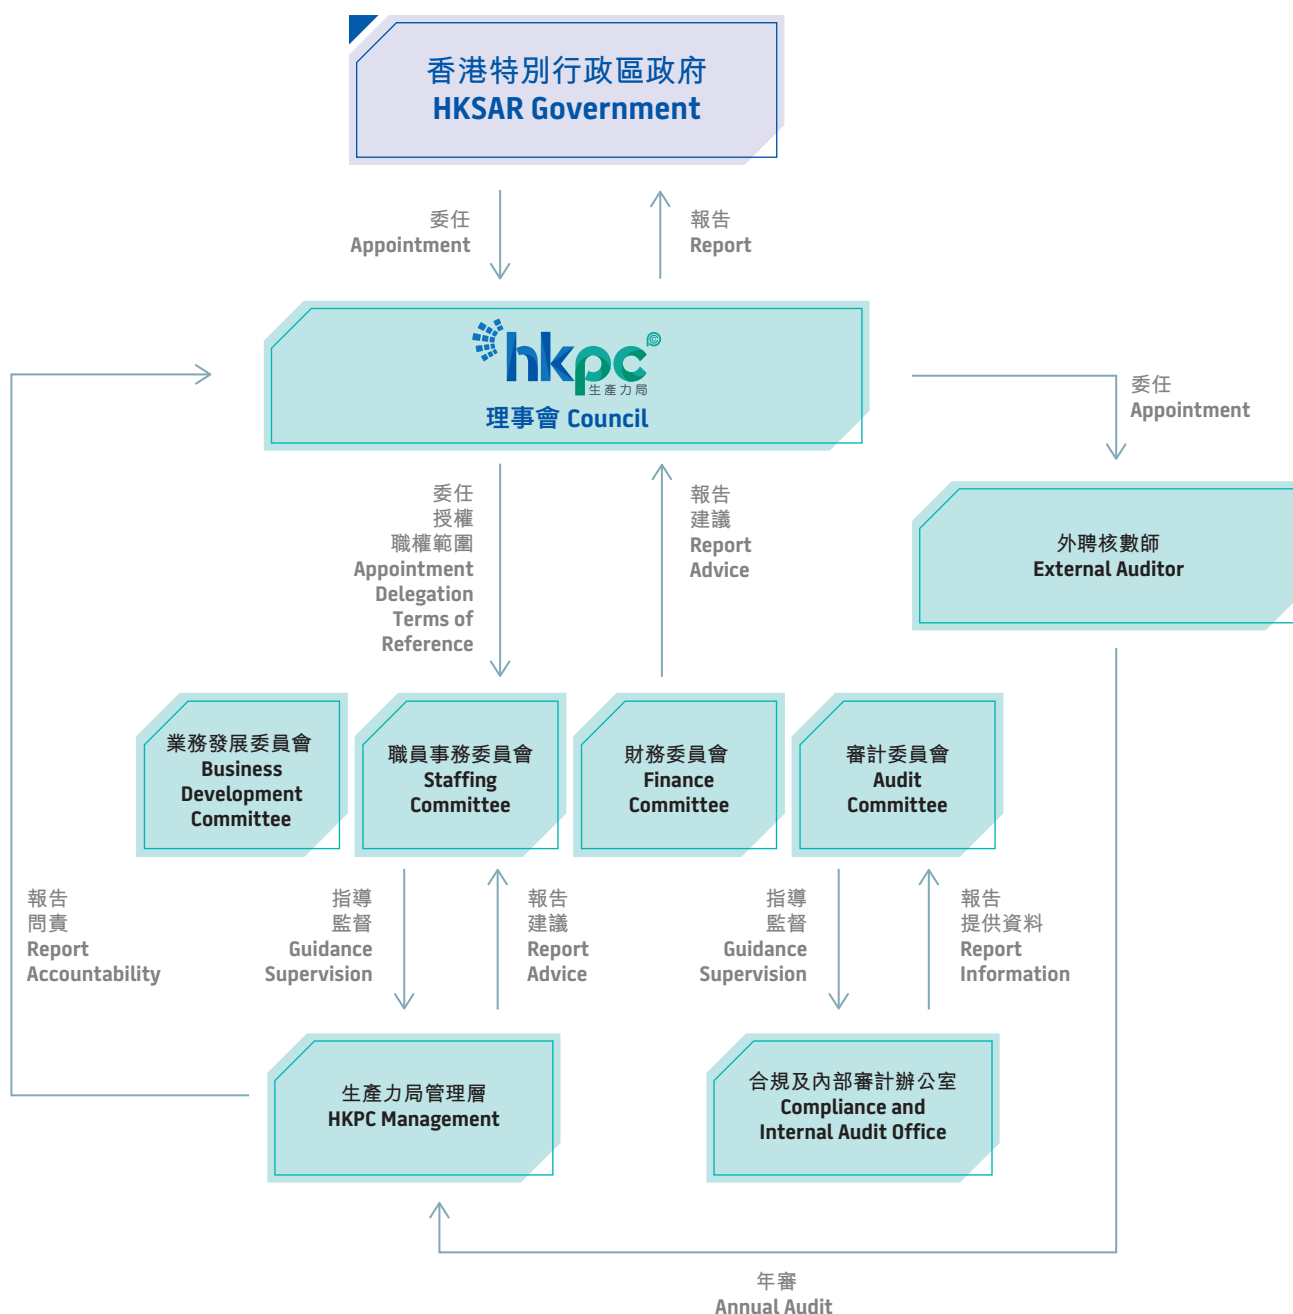 香港特別行政區政府
HKSAR Government
委任
Appointment
報告
Report
hkpc
生產力局
理事會 Council
委任
Appointment
委任
授權
職權範圍
Appointment
Delegation
Terms of
Reference
報告
建議
Report
Advice
外聘核數師
External Auditor
業務發展委員會
Business
Development
Committee
職員事務委員會
Staffing
Committee
財務委員會
Finance
Committee
審計委員會
Audit
Committee
報告
問責
Report
Accountability
指導
監督
Guidance
Supervision
報告
建議
Report
Advice
指導
監督
Guidance
Supervision
報告
提供資料
Report
Information
生產力局管理層
HKPC Management
合規及內部審計辦公室
Compliance and
Internal Audit Office
年審
Annual Audit